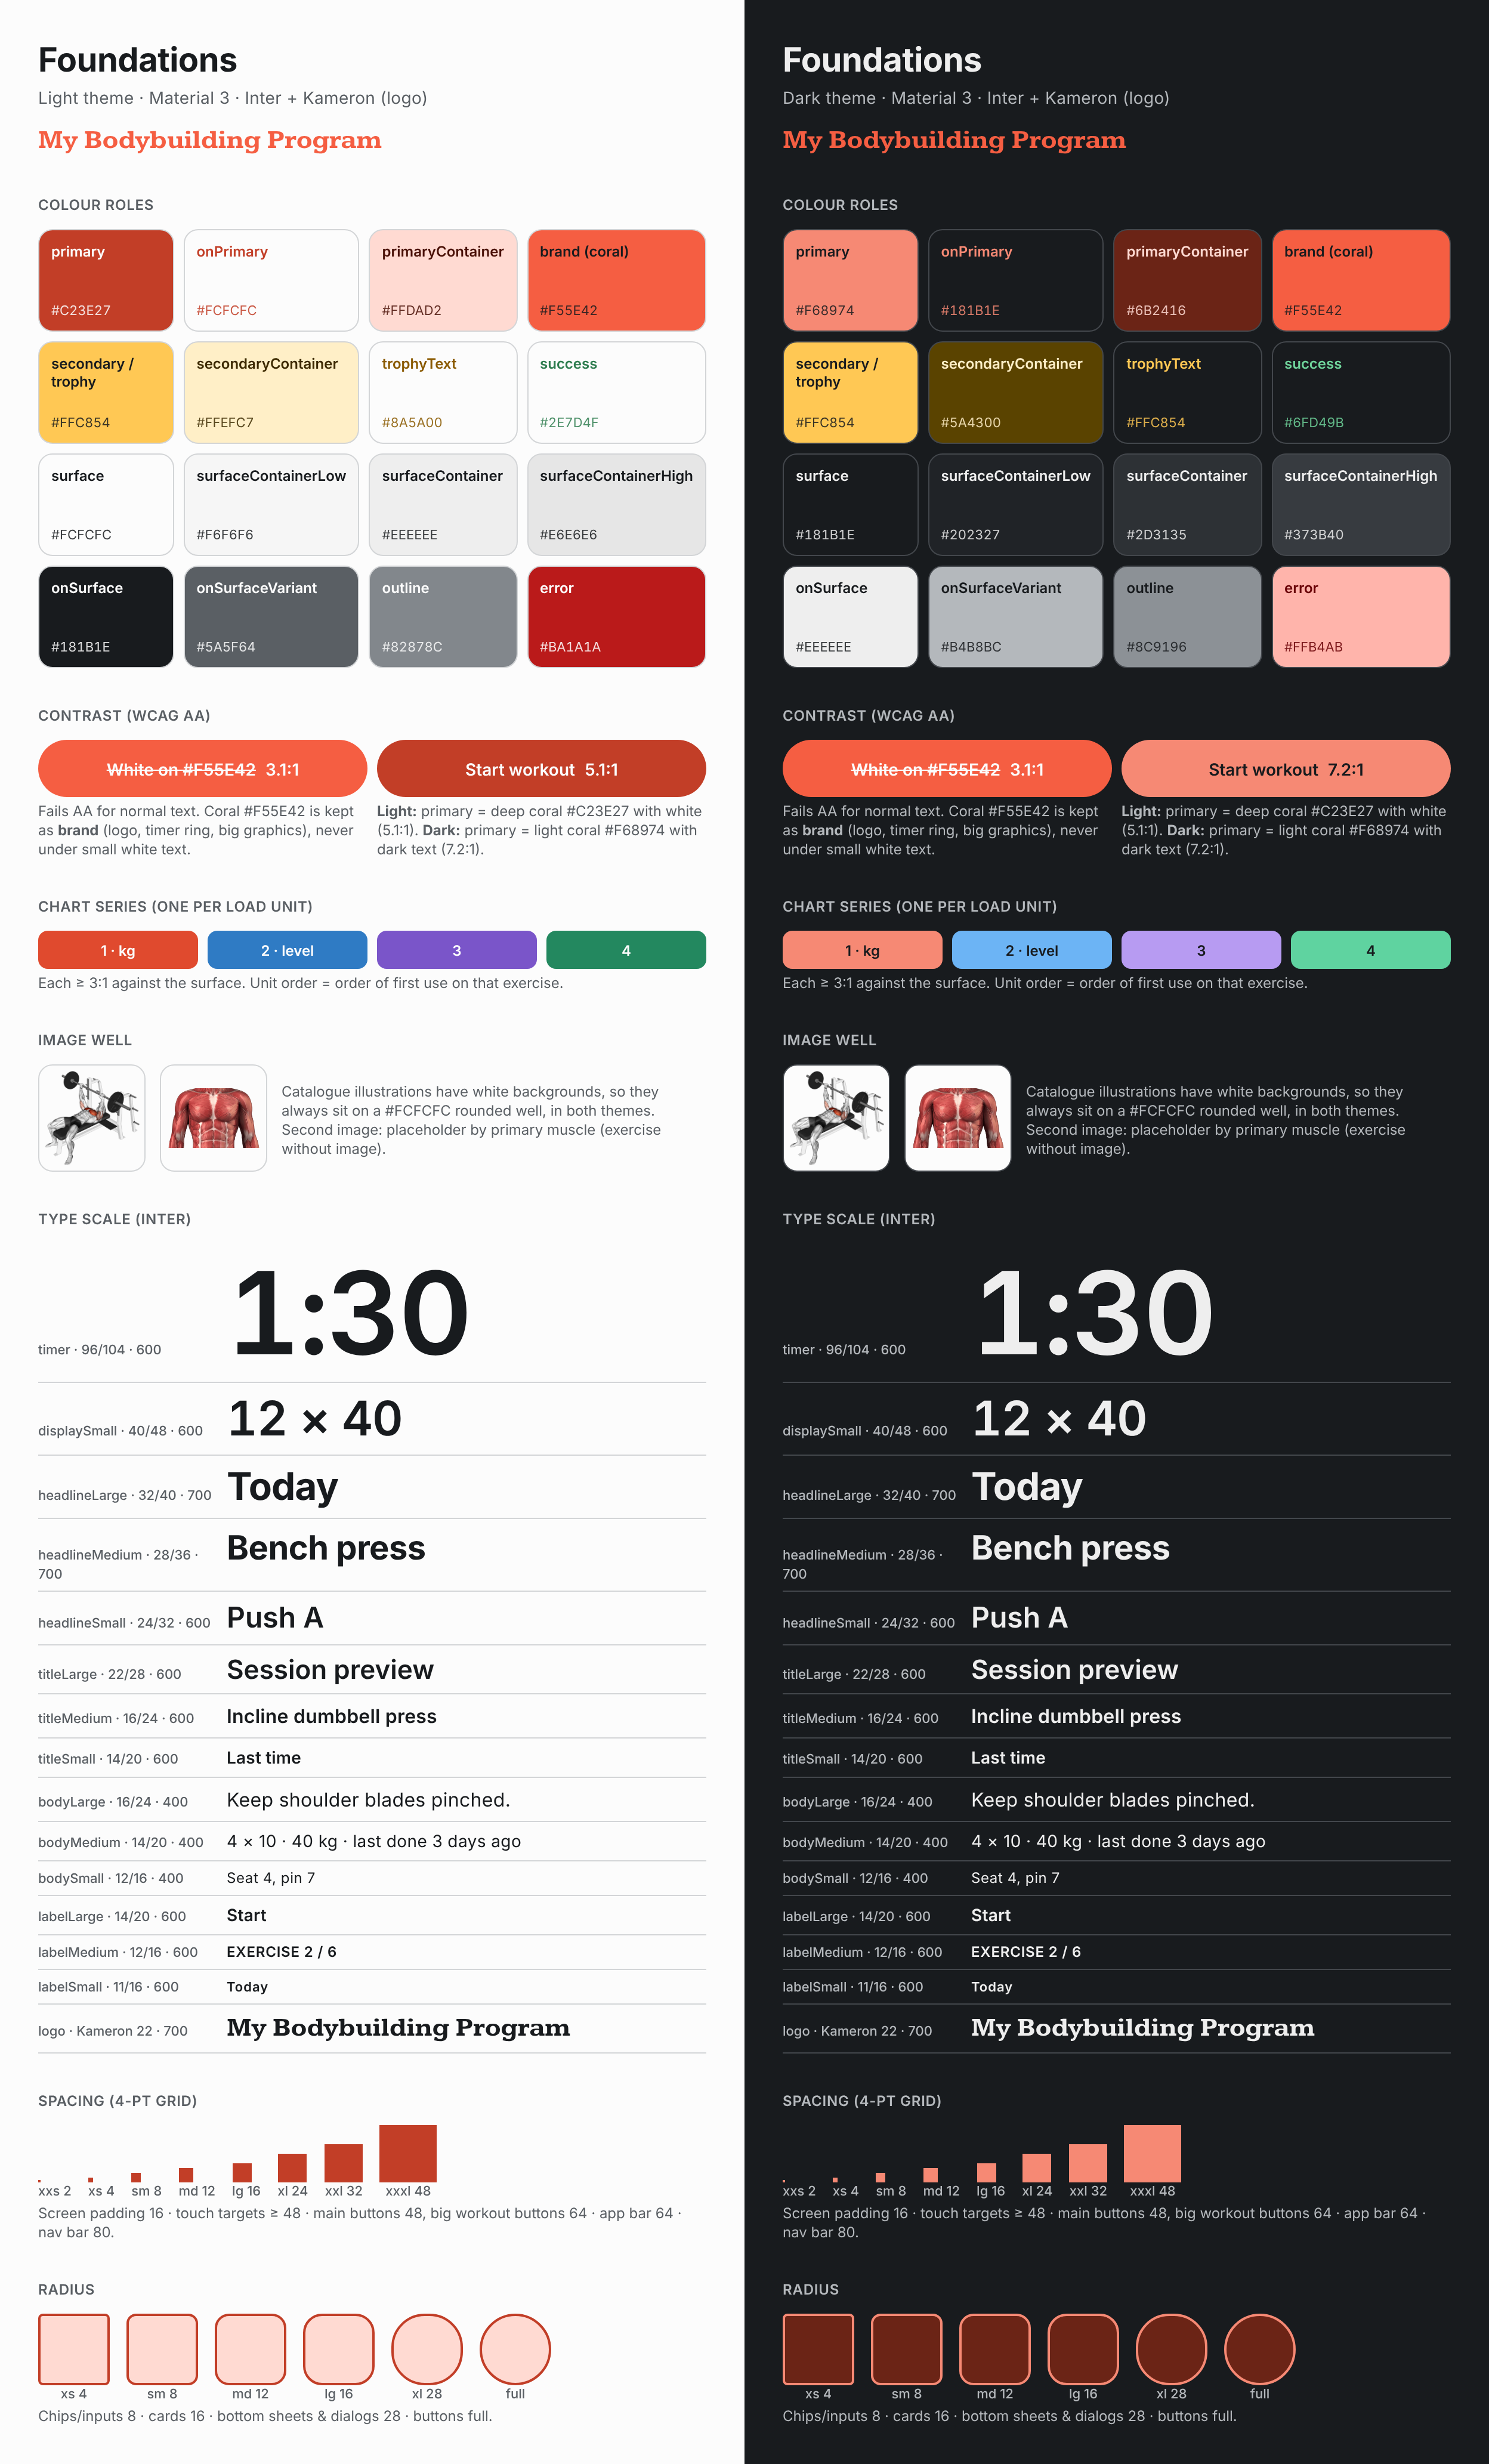 Foundations
Light theme · Material 3 · Inter + Kameron (logo)
My Bodybuilding Program
COLOUR ROLES
primary
#C23E27
onPrimary
#FCFCFC
primaryContainer
#FFDAD2
brand (coral)
#F55E42
secondary /
trophy
#FFC854
secondaryContainer
#FFEFC7
trophyText
#8A5A00
success
#2E7D4F
surface
#FCFCFC
surfaceContainerLow
#F6F6F6
surfaceContainer
#EEEEEE
surfaceContainerHigh
#E6E6E6
onSurface
#181B1E
onSurfaceVariant
#5A5F64
outline
#82878C
error
#BA1A1A
CONTRAST (WCAG AA)
White on #F55E42 3.1:1
Start workout 5.1:1
Fails AA for normal text. Coral #F55E42 is kept
as brand (logo, timer ring, big graphics), never
under small white text.
Light: primary = deep coral #C23E27 with white
(5.1:1). Dark: primary = light coral #F68974 with
dark text (7.2:1).
CHART SERIES (ONE PER LOAD UNIT)
1 · kg
2 · level
3
4
Each ≥ 3:1 against the surface. Unit order = order of first use on that exercise.
IMAGE WELL
Catalogue illustrations have white backgrounds, so they
always sit on a #FCFCFC rounded well, in both themes.
Second image: placeholder by primary muscle (exercise
without image).
TYPE SCALE (INTER)
timer · 96/104 · 600
1:30
displaySmall · 40/48 · 600
12 × 40
headlineLarge · 32/40 · 700
Today
headlineMedium · 28/36 ·
700
Bench press
headlineSmall · 24/32 · 600
Push A
titleLarge · 22/28 · 600
Session preview
titleMedium · 16/24 · 600
Incline dumbbell press
titleSmall · 14/20 · 600
Last time
bodyLarge · 16/24 · 400
Keep shoulder blades pinched.
bodyMedium · 14/20 · 400
4 × 10 · 40 kg · last done 3 days ago
bodySmall · 12/16 · 400
Seat 4, pin 7
labelLarge · 14/20 · 600
Start
labelMedium · 12/16 · 600
EXERCISE 2 / 6
labelSmall · 11/16 · 600
Today
logo · Kameron 22 · 700
My Bodybuilding Program
SPACING (4-PT GRID)
xxs 2
xs 4
sm 8
md 12
lg 16
xl 24
xxl 32
xxxl 48
Screen padding 16 · touch targets ≥ 48 · main buttons 48, big workout buttons 64 · app bar 64 ·
nav bar 80.
RADIUS
xs 4
sm 8
md 12
lg 16
xl 28
full
Chips/inputs 8 · cards 16 · bottom sheets & dialogs 28 · buttons full.
Foundations
Dark theme · Material 3 · Inter + Kameron (logo)
My Bodybuilding Program
COLOUR ROLES
primary
#F68974
onPrimary
#181B1E
primaryContainer
#6B2416
brand (coral)
#F55E42
secondary /
trophy
#FFC854
secondaryContainer
#5A4300
trophyText
#FFC854
success
#6FD49B
surface
#181B1E
surfaceContainerLow
#202327
surfaceContainer
#2D3135
surfaceContainerHigh
#373B40
onSurface
#EEEEEE
onSurfaceVariant
#B4B8BC
outline
#8C9196
error
#FFB4AB
CONTRAST (WCAG AA)
White on #F55E42 3.1:1
Start workout 7.2:1
Fails AA for normal text. Coral #F55E42 is kept
as brand (logo, timer ring, big graphics), never
under small white text.
Light: primary = deep coral #C23E27 with white
(5.1:1). Dark: primary = light coral #F68974 with
dark text (7.2:1).
CHART SERIES (ONE PER LOAD UNIT)
1 · kg
2 · level
3
4
Each ≥ 3:1 against the surface. Unit order = order of first use on that exercise.
IMAGE WELL
Catalogue illustrations have white backgrounds, so they
always sit on a #FCFCFC rounded well, in both themes.
Second image: placeholder by primary muscle (exercise
without image).
TYPE SCALE (INTER)
timer · 96/104 · 600
1:30
displaySmall · 40/48 · 600
12 × 40
headlineLarge · 32/40 · 700
Today
headlineMedium · 28/36 ·
700
Bench press
headlineSmall · 24/32 · 600
Push A
titleLarge · 22/28 · 600
Session preview
titleMedium · 16/24 · 600
Incline dumbbell press
titleSmall · 14/20 · 600
Last time
bodyLarge · 16/24 · 400
Keep shoulder blades pinched.
bodyMedium · 14/20 · 400
4 × 10 · 40 kg · last done 3 days ago
bodySmall · 12/16 · 400
Seat 4, pin 7
labelLarge · 14/20 · 600
Start
labelMedium · 12/16 · 600
EXERCISE 2 / 6
labelSmall · 11/16 · 600
Today
logo · Kameron 22 · 700
My Bodybuilding Program
SPACING (4-PT GRID)
xxs 2
xs 4
sm 8
md 12
lg 16
xl 24
xxl 32
xxxl 48
Screen padding 16 · touch targets ≥ 48 · main buttons 48, big workout buttons 64 · app bar 64 ·
nav bar 80.
RADIUS
xs 4
sm 8
md 12
lg 16
xl 28
full
Chips/inputs 8 · cards 16 · bottom sheets & dialogs 28 · buttons full.